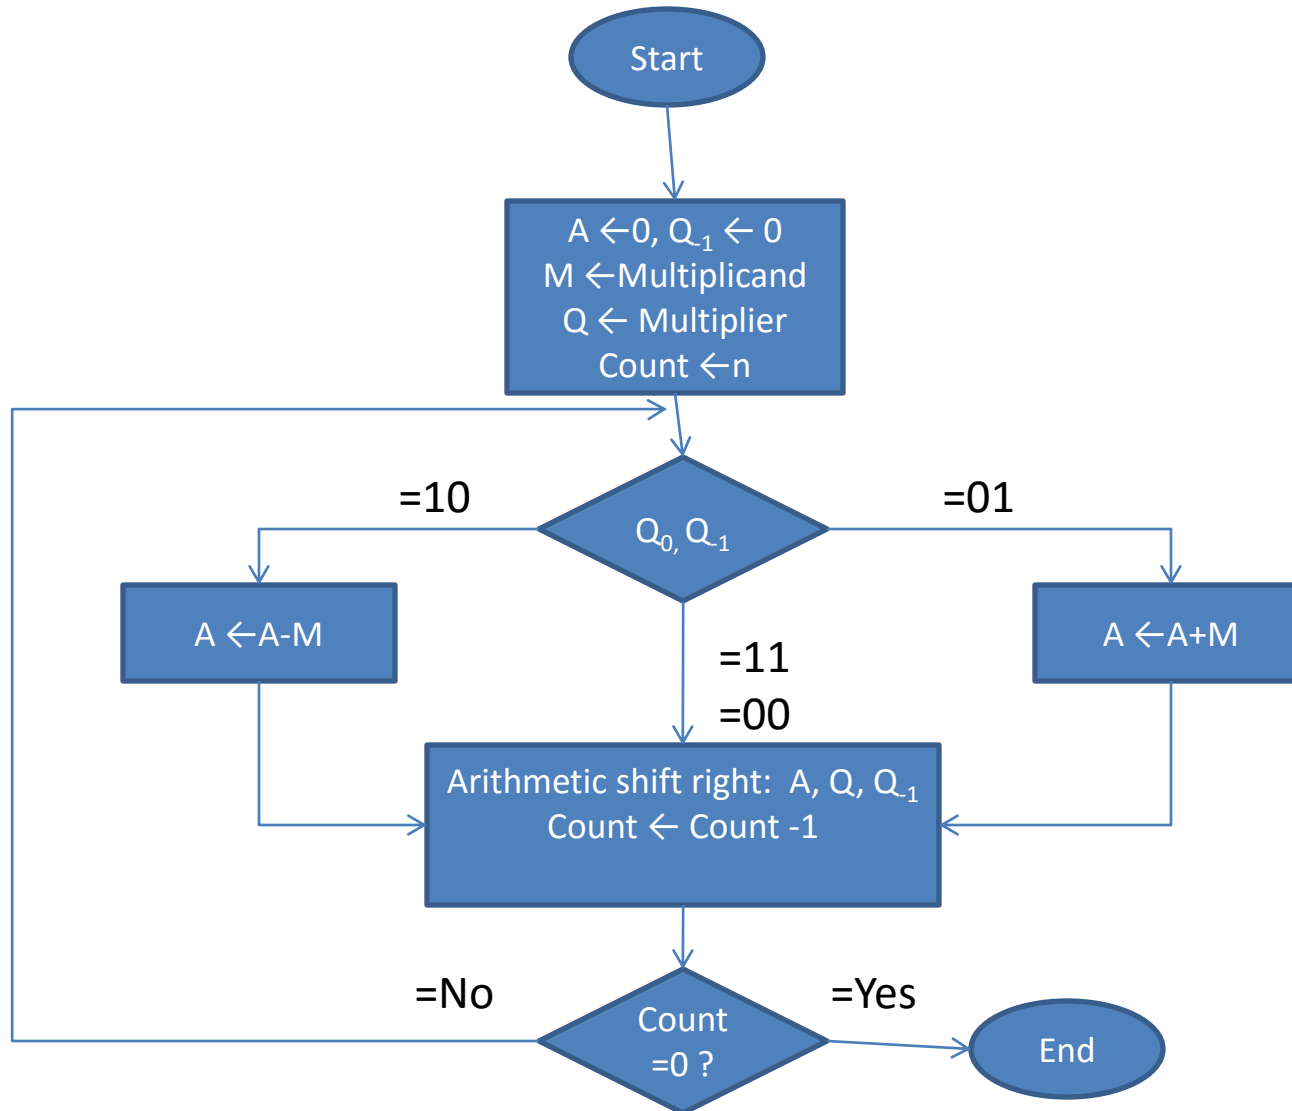 Start
A ←0, Q₋₁ ← 0
M ←Multiplicand
Q ← Multiplier
Count ←n
=10
=01
Q₀, Q₋₁
A ←A-M
A ←A+M
=11
=00
Arithmetic shift right:  A, Q, Q₋₁
Count ← Count -1
=No
=Yes
Count
=0 ?
End